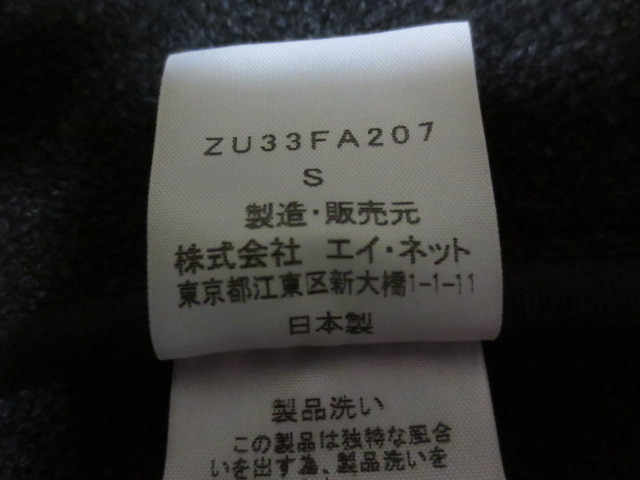 ZU33FA207
S
製造・販売元
株式会社 エイ・ネット
東京都江東区新大橋1-1-11
日本製
製品洗い
この製品は独特な風合
いを出す為、製品洗いを